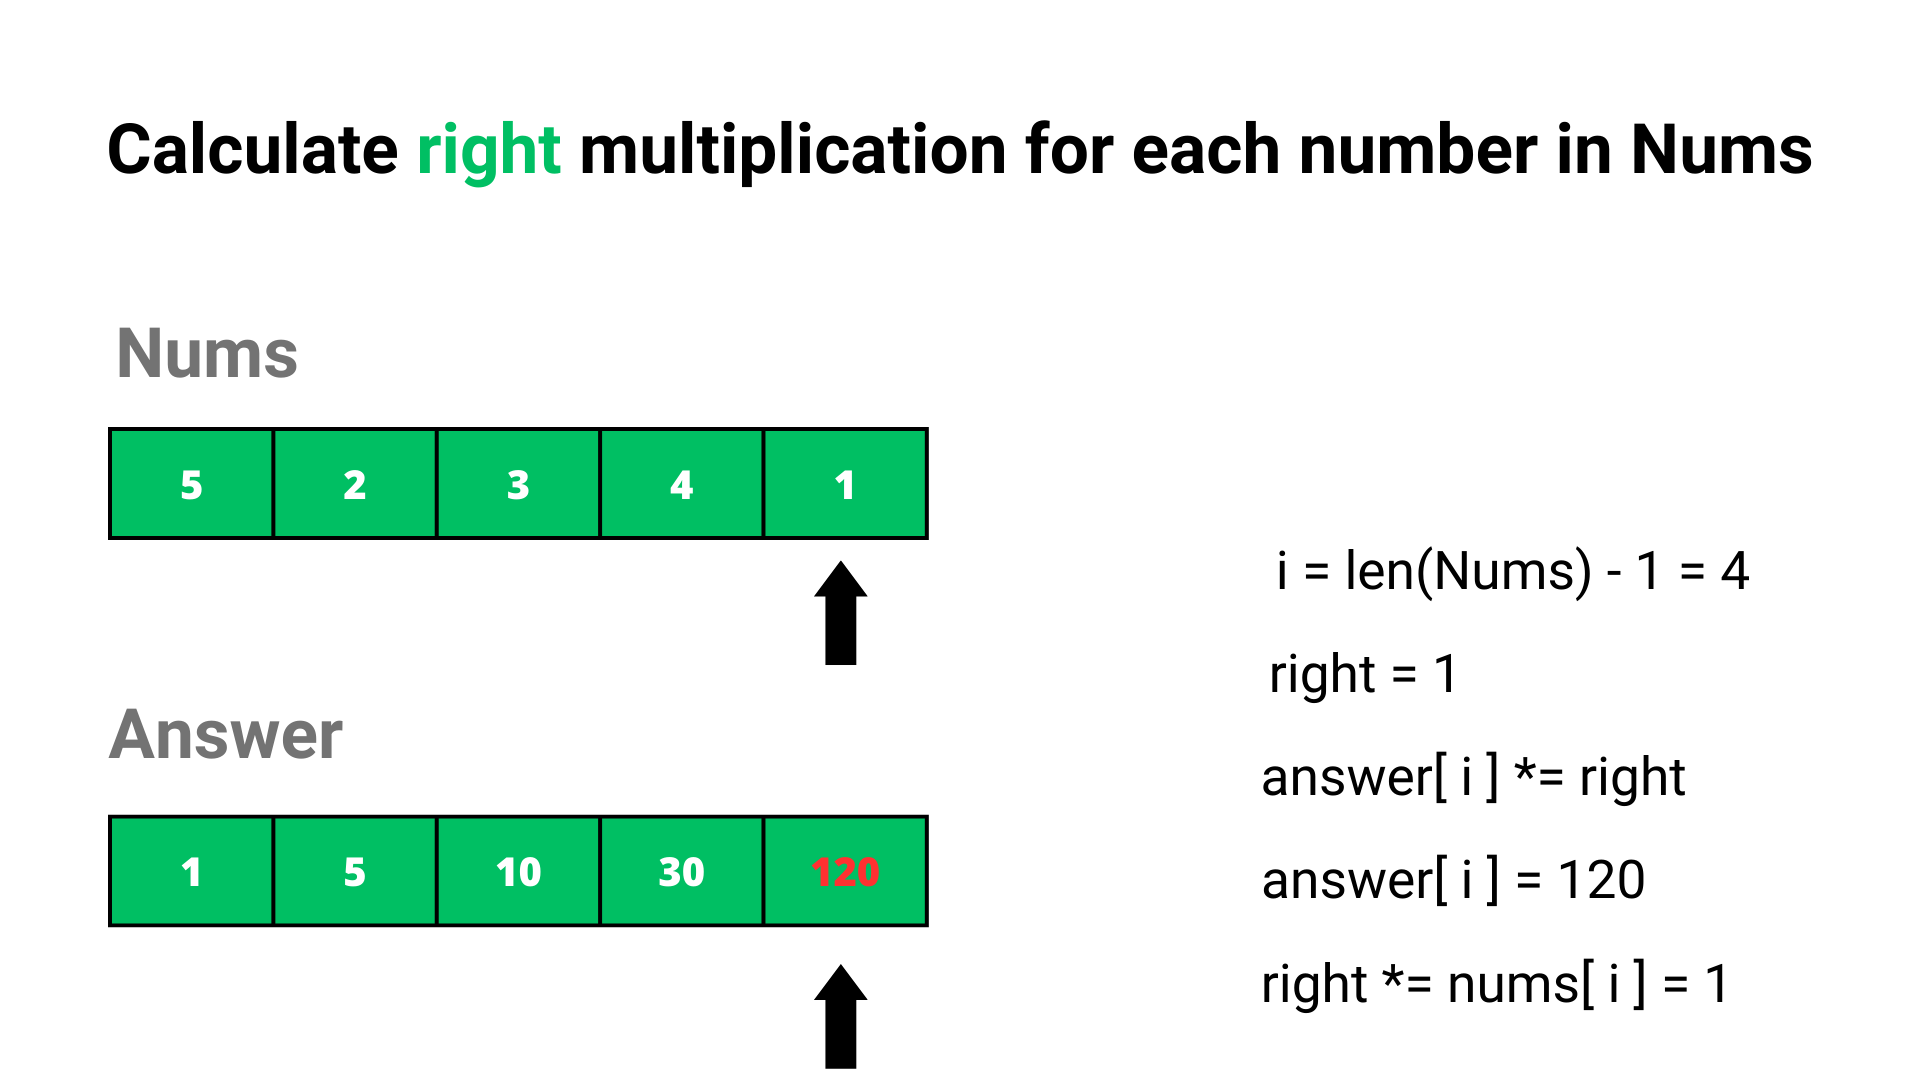 Calculate right multiplication for each number in Nums
Nums
5 2 3 4 1
i = len(Nums) - 1 = 4
right = 1
Answer
answer[ i ] *= right
1 5 10 30 120
answer[ i ] = 120
right *= nums[ i ] = 1